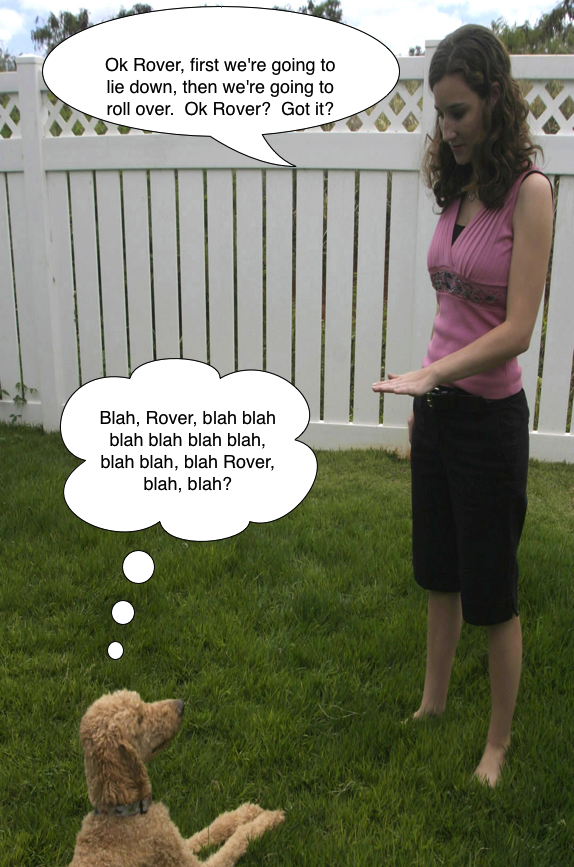 Ok Rover, first we're going to
lie down, then we're going to
roll over.  Ok Rover?  Got it?
Blah, Rover, blah blah
blah blah blah blah,
blah blah, blah Rover,
blah, blah?